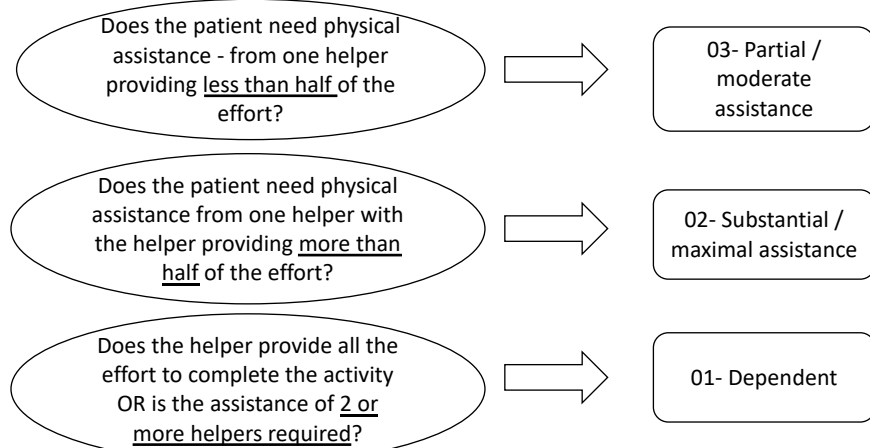 Does the patient need physical
assistance - from one helper
providing less than half of the
effort?
03- Partial /
moderate
assistance
Does the patient need physical
assistance from one helper with
the helper providing more than
half of the effort?
02- Substantial /
maximal assistance
Does the helper provide all the
effort to complete the activity
OR is the assistance of 2 or
more helpers required?
01- Dependent